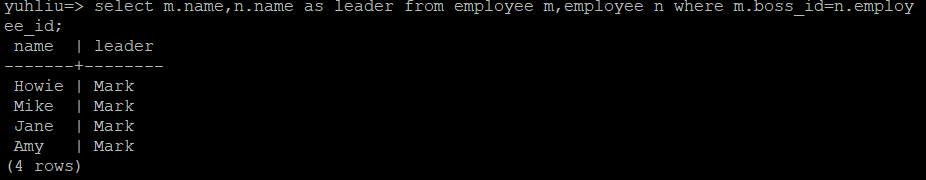 yuhliu=> select m.name,n.name as leader from employee m,employee n where m.boss_id=n.employ
ee_id;
 name  | leader
-------+--------
 Howie | Mark
 Mike  | Mark
 Jane  | Mark
 Amy   | Mark
(4 rows)